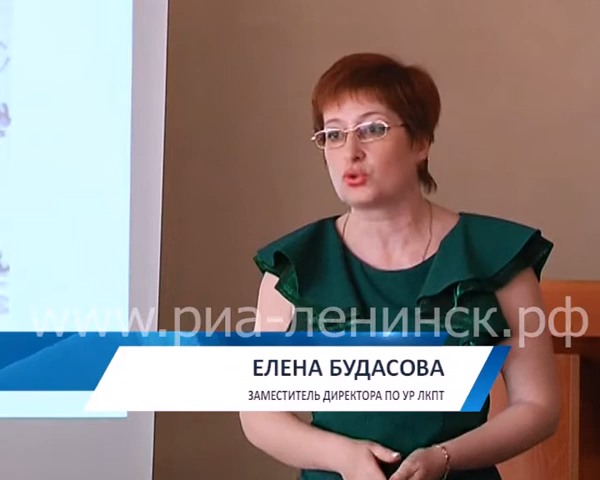 www.риа-ленинск.рф
ЕЛЕНА БУДАСОВА
ЗАМЕСТИТЕЛЬ ДИРЕКТОРА ПО УР ЛКПТ